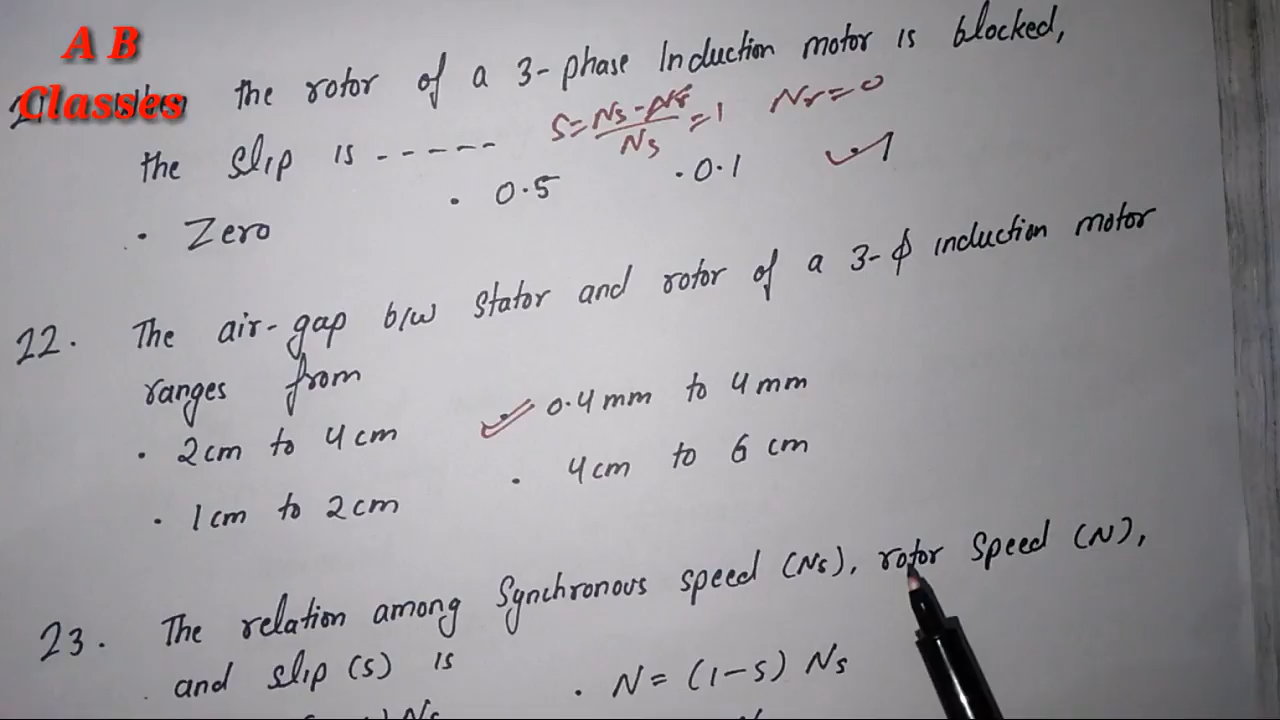 A B
Classes
the rotor of a 3-phase Induction motor is blocked,
the slip is ------
S = Ns - Nr / Ns = 1 Nr = 0
• Zero • 0.5 • 0.1 ✓ 1
22. The air-gap b/w stator and rotor of a 3-ϕ induction motor
ranges from
• 2cm to 4cm ✓ 0.4mm to 4mm
• 1cm to 2cm • 4cm to 6cm
23. The relation among Synchronous speed (Ns), rotor Speed (N),
and slip (s) is
• N = (1-s) Ns